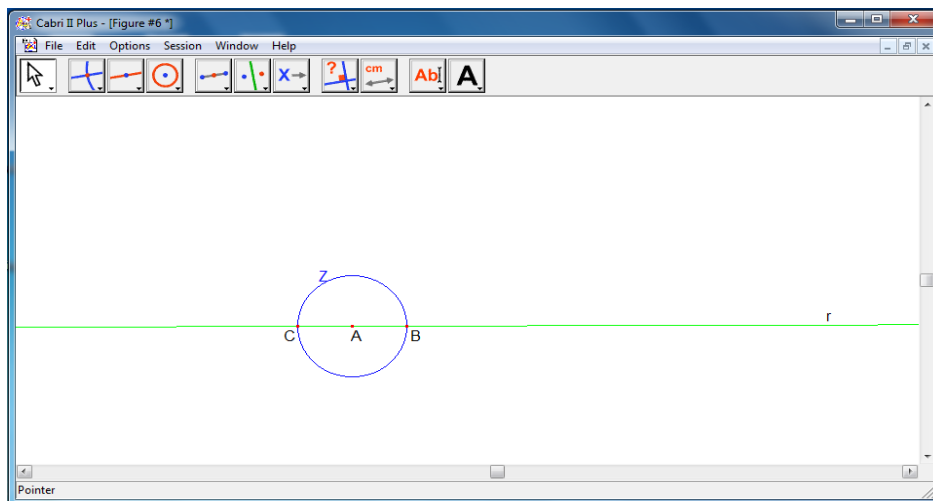 Cabri II Plus - [Figure #6 *]
File Edit Options Session Window Help
? cm Ab A
X
Z
r
C A B
Pointer